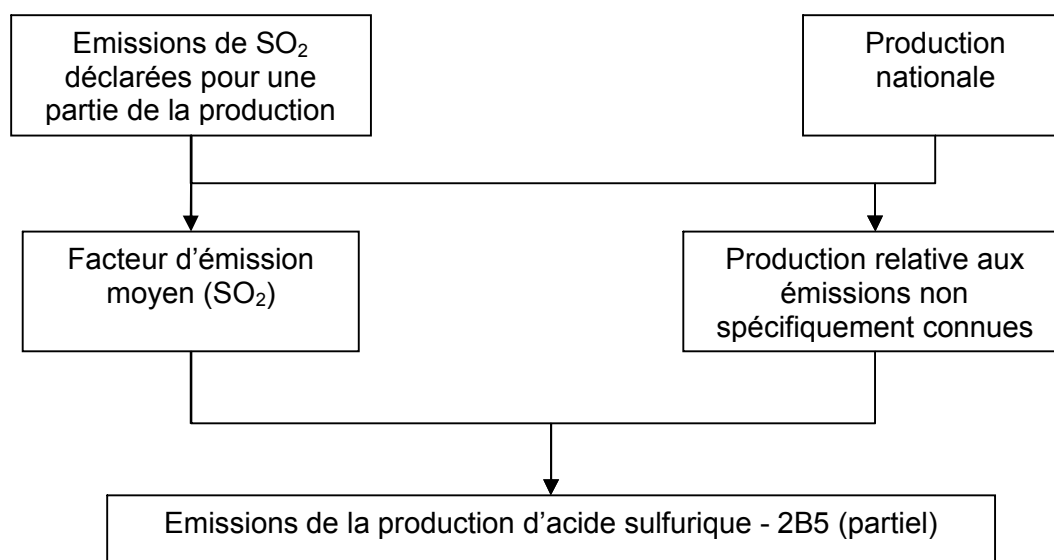 Emissions de SO₂
déclarées pour une
partie de la production
Production
nationale
Facteur d’émission
moyen (SO₂)
Production relative aux
émissions non
spécifiquement connues
Emissions de la production d’acide sulfurique - 2B5 (partiel)